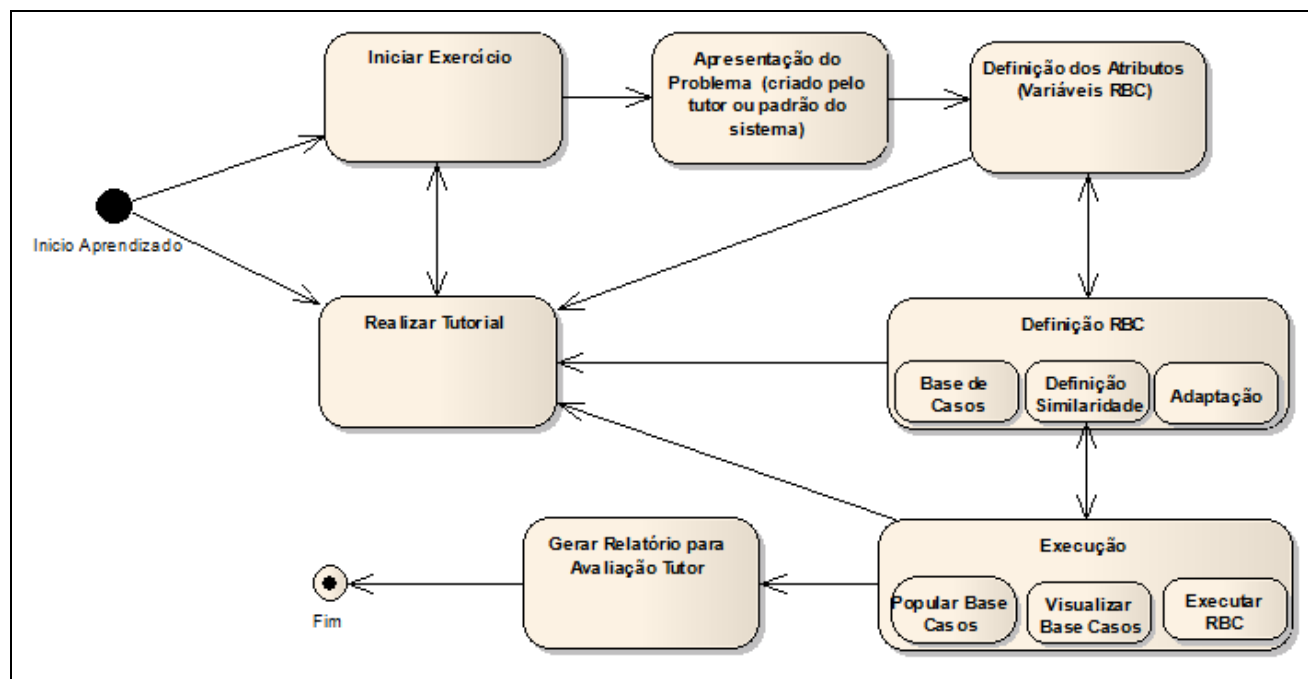 Iniciar Exercício
Apresentação do
Problema (criado pelo
tutor ou padrão do
sistema)
Definição dos Atributos
(Variáveis RBC)
Inicio Aprendizado
Realizar Tutorial
Definição RBC
Base de
Casos
Definição
Similaridade
Adaptação
Gerar Relatório para
Avaliação Tutor
Execução
Popular Base
Casos
Visualizar
Base Casos
Executar
RBC
Fim